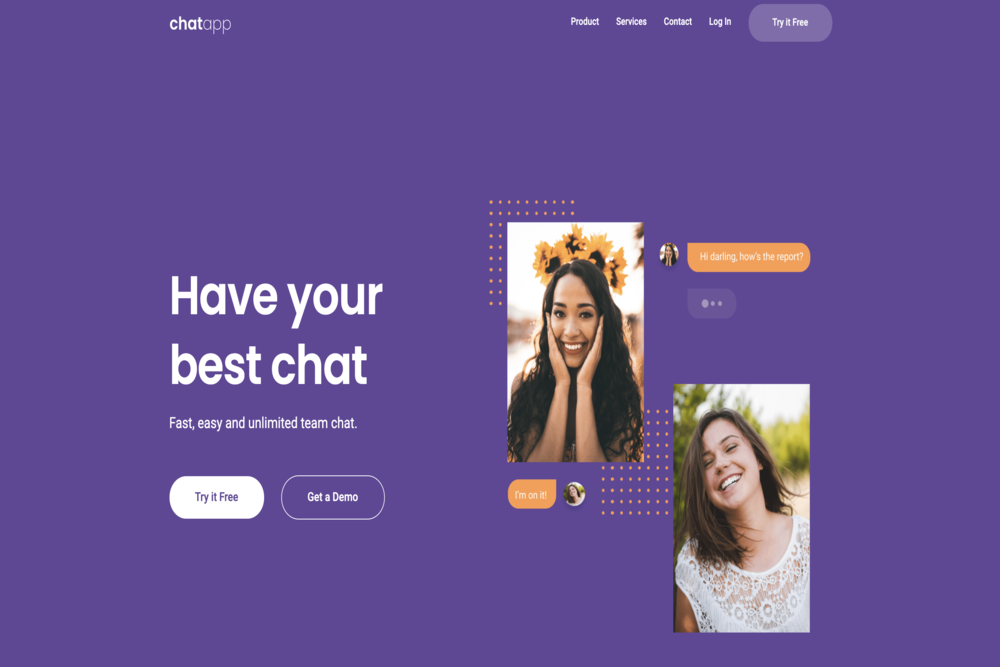 chatapp
Product Services Contact Log In Try it Free
Hi darling, how's the report?
Have your
best chat
Fast, easy and unlimited team chat.
Try it Free Get a Demo
I'm on it!